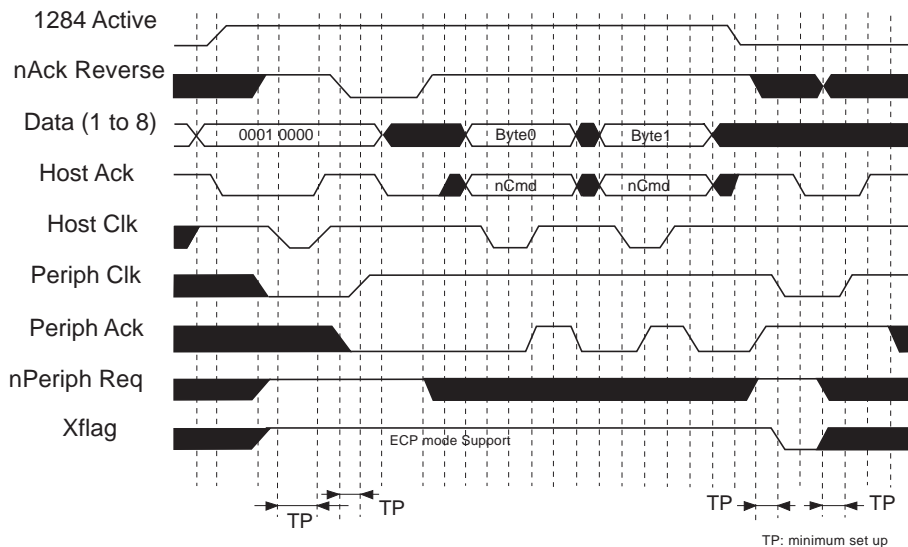 1284 Active
nAck Reverse
Data (1 to 8)
0001 0000
Byte0
Byte1
Host Ack
nCmd
nCmd
Host Clk
Periph Clk
Periph Ack
nPeriph Req
Xflag
ECP mode Support
TP
TP
TP
TP
TP: minimum set up